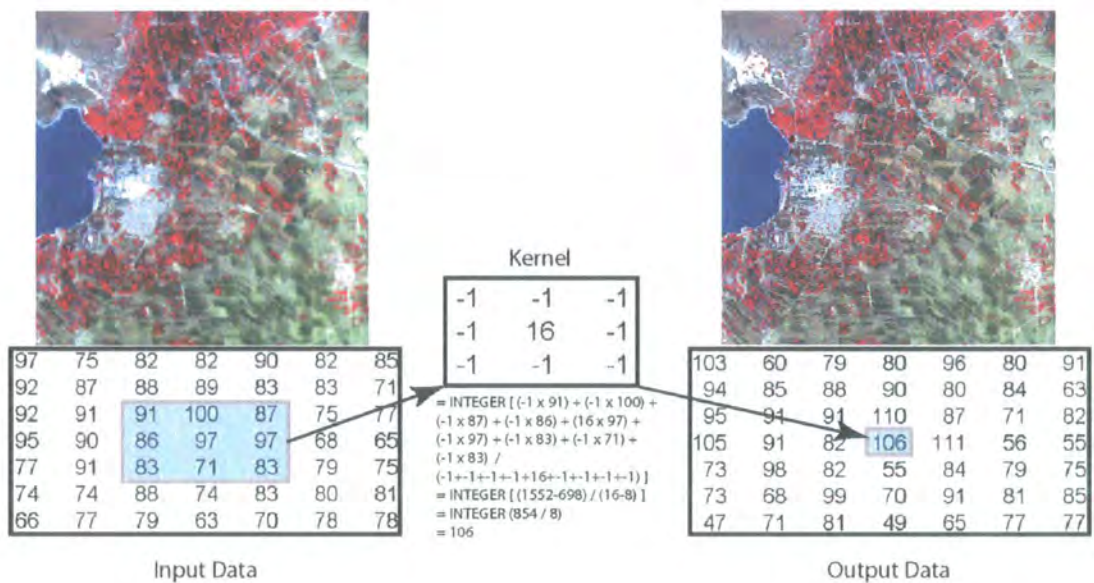 Kernel
-1 -1 -1
-1 16 -1
-1 -1 -1
97 75 82 82 90 82 85
92 87 88 89 83 83 71
92 91 91 100 87 75 77
95 90 86 97 97 68 65
77 91 83 71 83 79 75
74 74 88 74 83 80 81
66 77 79 63 70 78 78
Input Data
= INTEGER [ (-1 x 91) + (-1 x 100) +
(-1 x 87) + (-1 x 86) + (16 x 97) +
(-1 x 97) + (-1 x 83) + (-1 x 71) +
(-1 x 83) /
(-1+-1+-1+-1+16+-1+-1+-1+-1) ]
= INTEGER [ (1552-698) / (16-8) ]
= INTEGER (854 / 8)
= 106
103 60 79 80 96 80 91
94 85 88 90 80 84 63
95 91 91 110 87 71 82
105 91 82 106 111 56 55
73 98 82 55 84 79 75
73 68 99 70 91 81 85
47 71 81 49 65 77 77
Output Data